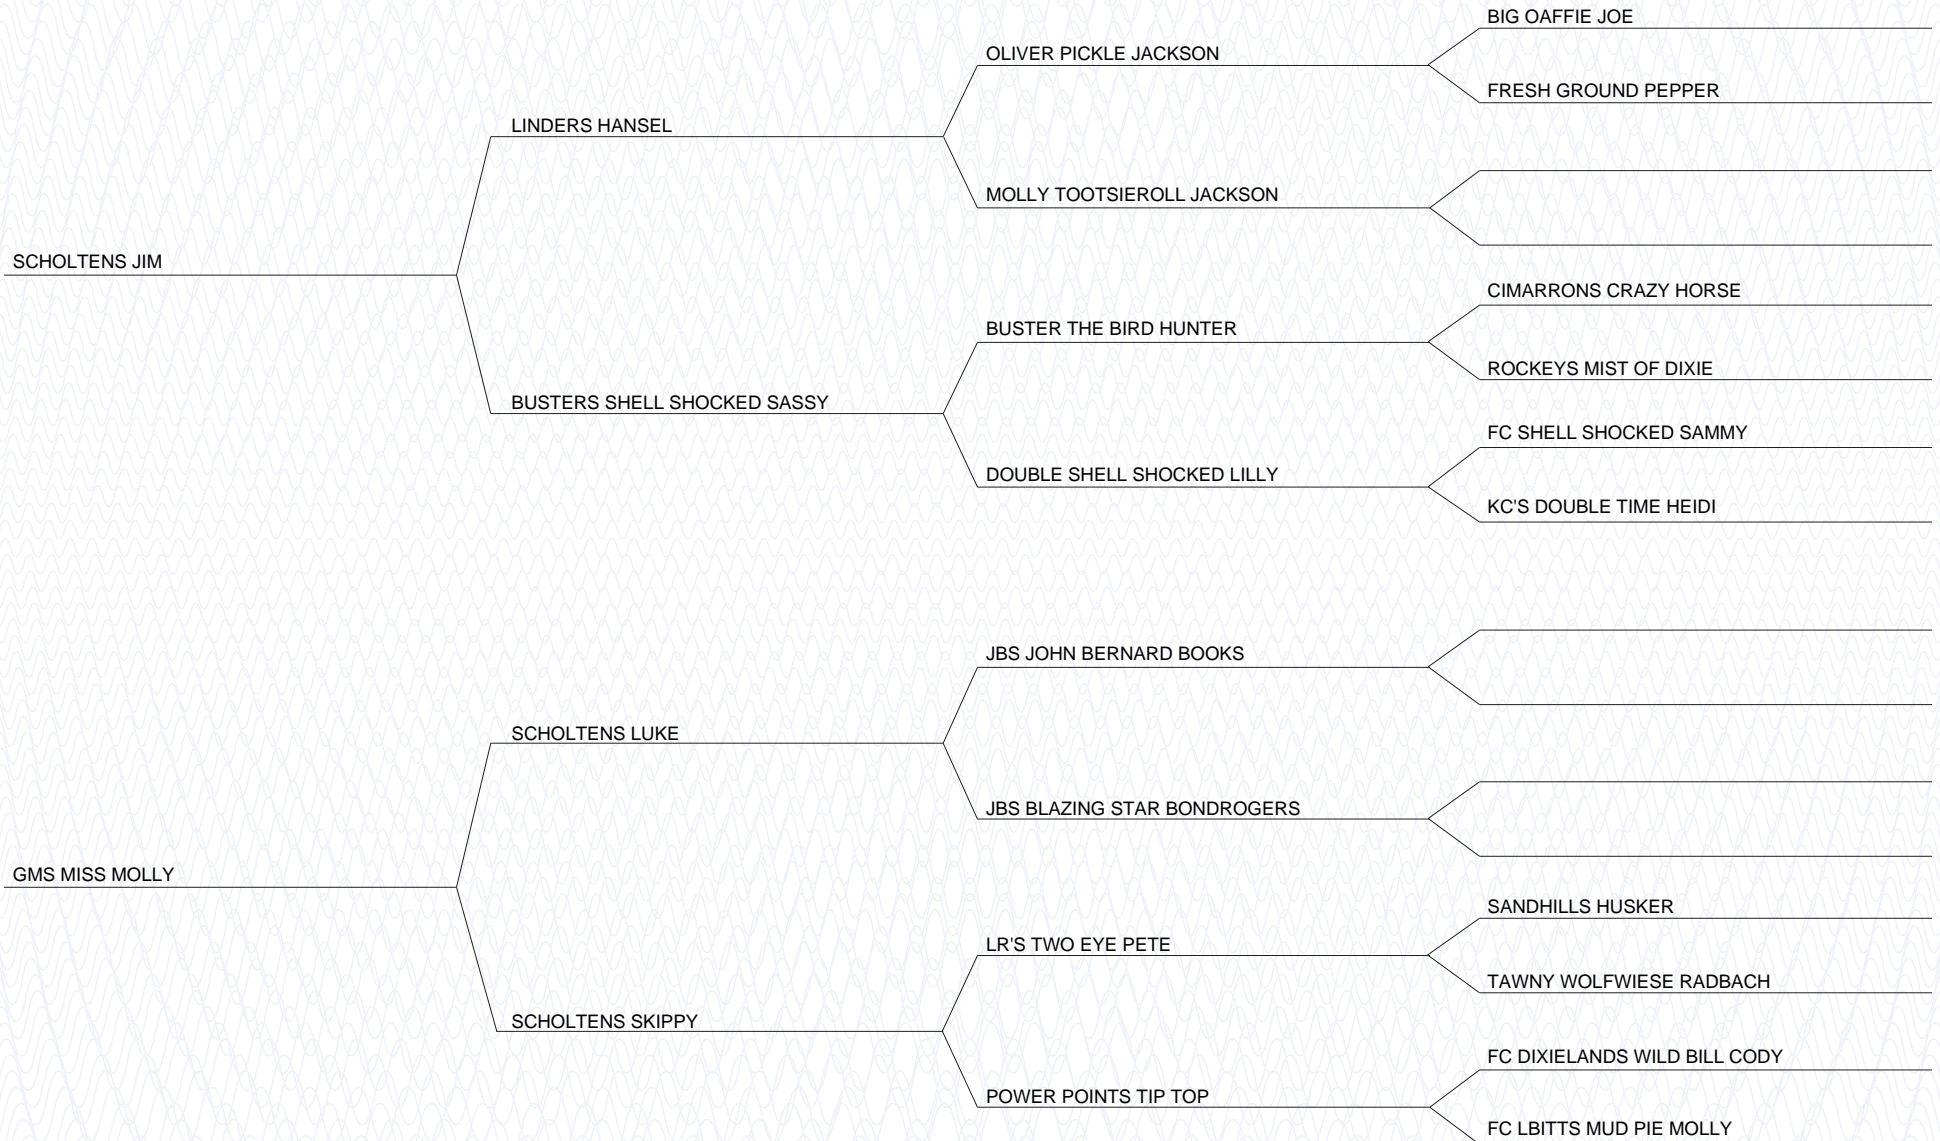 BIG OAFFIE JOE
OLIVER PICKLE JACKSON
FRESH GROUND PEPPER
LINDERS HANSEL
MOLLY TOOTSIEROLL JACKSON
SCHOLTENS JIM
CIMARRONS CRAZY HORSE
BUSTER THE BIRD HUNTER
ROCKEYS MIST OF DIXIE
BUSTERS SHELL SHOCKED SASSY
FC SHELL SHOCKED SAMMY
DOUBLE SHELL SHOCKED LILLY
KC'S DOUBLE TIME HEIDI
JBS JOHN BERNARD BOOKS
SCHOLTENS LUKE
JBS BLAZING STAR BONDROGERS
GMS MISS MOLLY
SANDHILLS HUSKER
LR'S TWO EYE PETE
TAWNY WOLFWIESE RADBACH
SCHOLTENS SKIPPY
FC DIXIELANDS WILD BILL CODY
POWER POINTS TIP TOP
FC LBITTS MUD PIE MOLLY